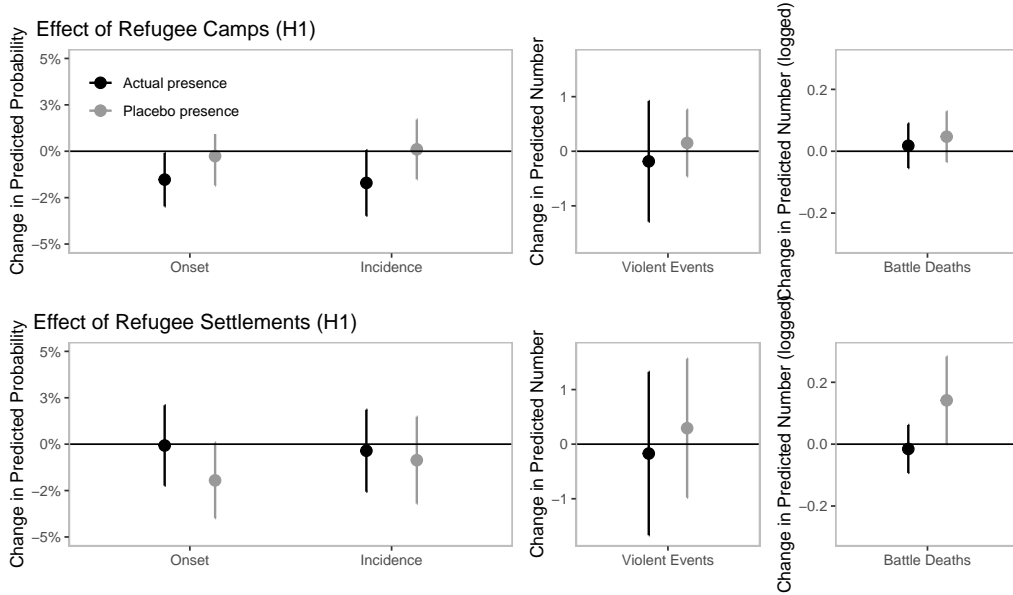 Effect of Refugee Camps (H1)
Change in Predicted Probability
5%
3%
0%
−2%
−5%
Actual presence
Placebo presence
Onset
Incidence
Change in Predicted Number
1
0
−1
Violent Events
Change in Predicted Number (logged)
0.2
0.0
−0.2
Battle Deaths
Effect of Refugee Settlements (H1)
Change in Predicted Probability
5%
3%
0%
−2%
−5%
Onset
Incidence
Change in Predicted Number
1
0
−1
Violent Events
Change in Predicted Number (logged)
0.2
0.0
−0.2
Battle Deaths